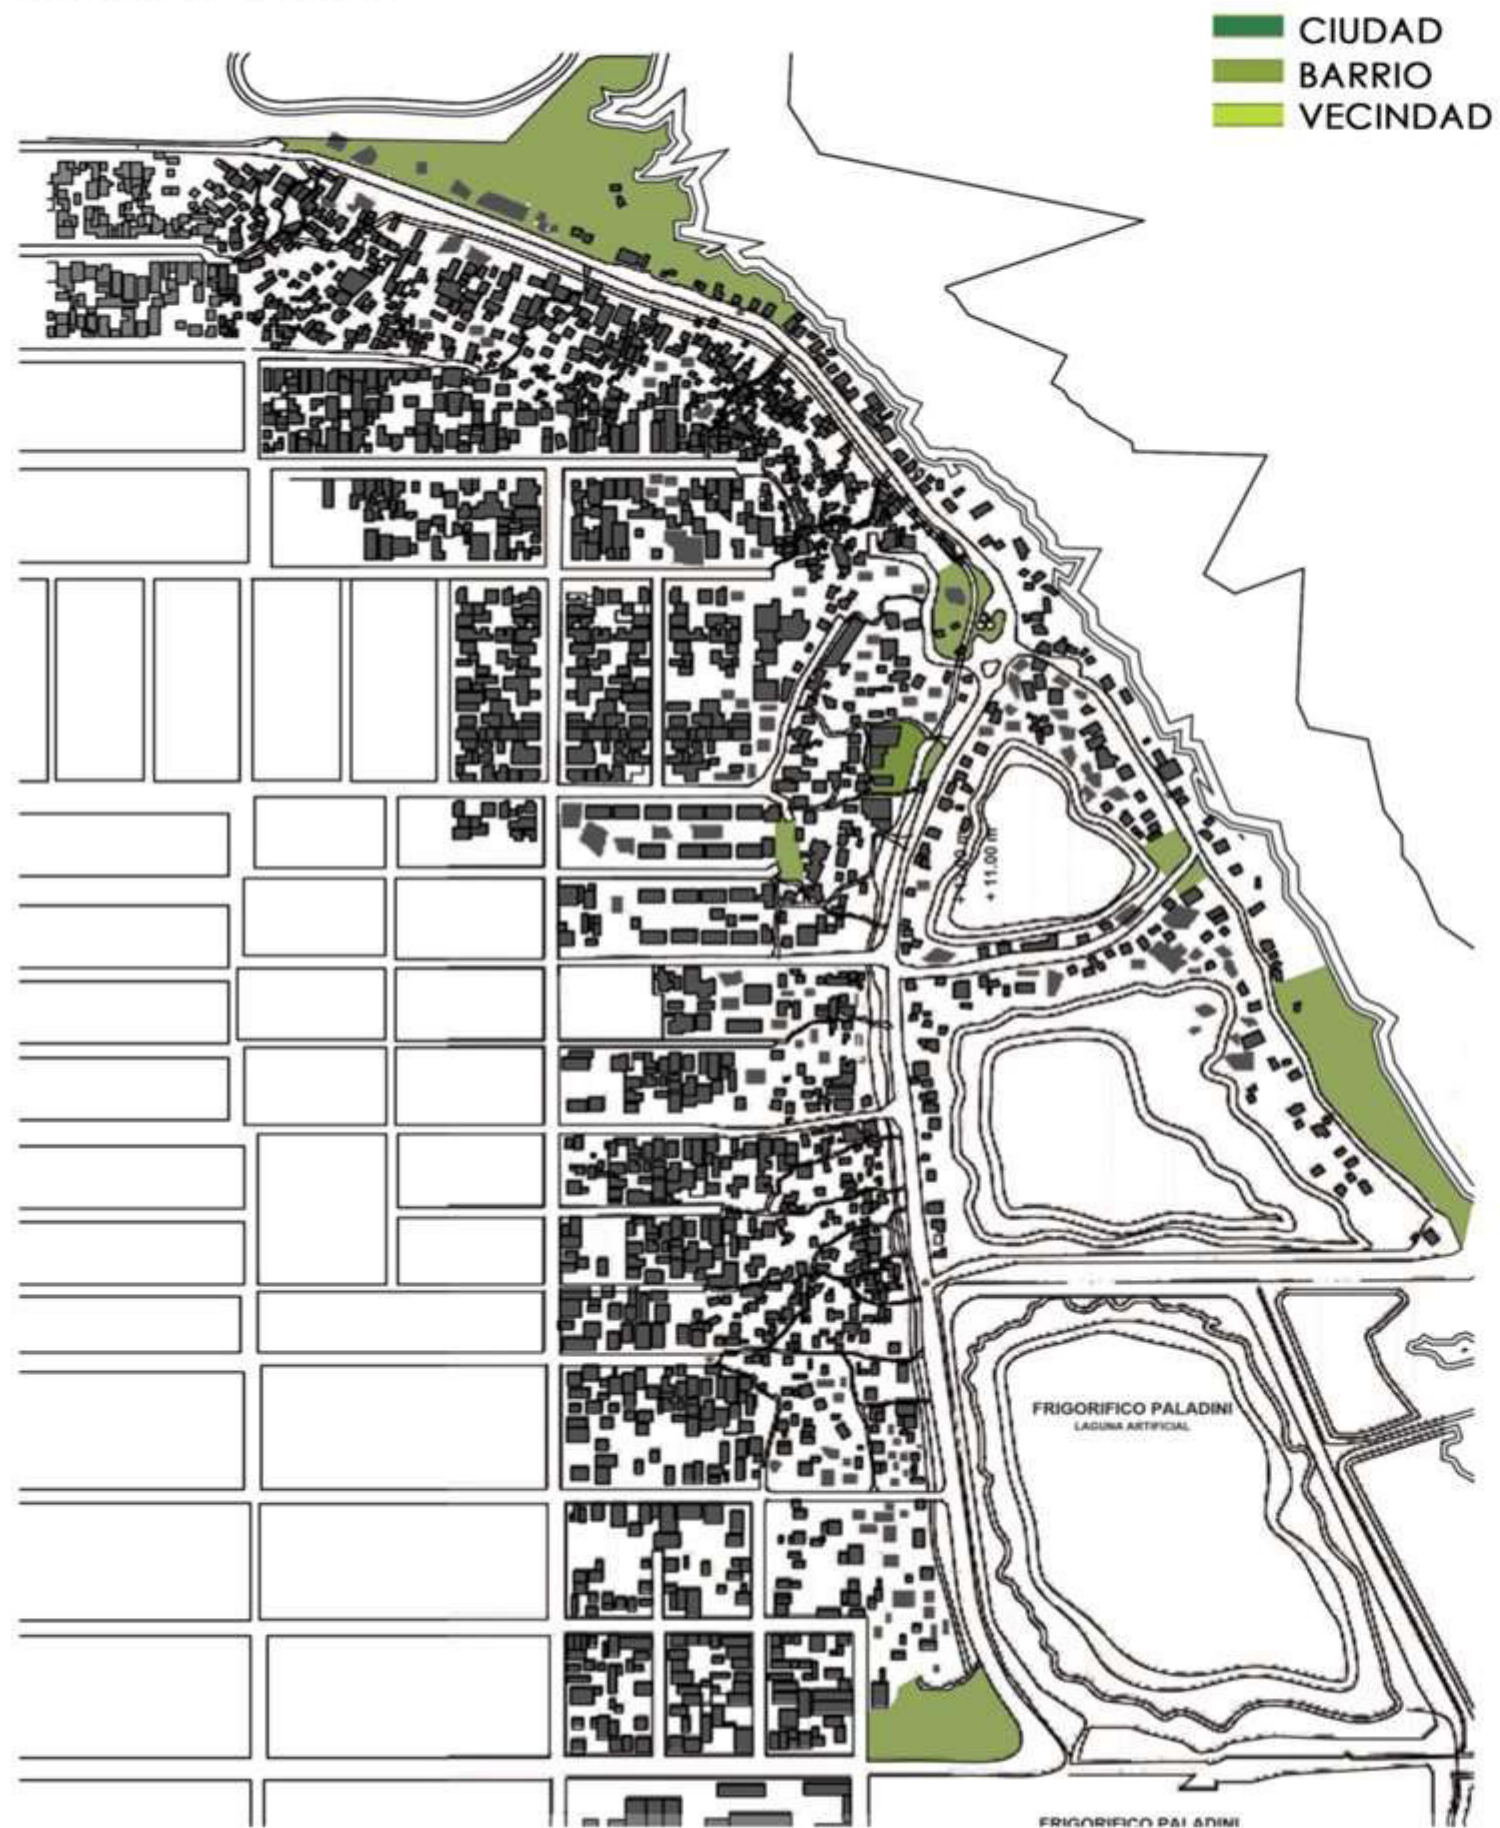 CIUDAD
BARRIO
VECINDAD
+ 11.00 m
FRIGORIFICO PALADINI
LAGUNA ARTIFICIAL
FRIGORIFICO PALADINI